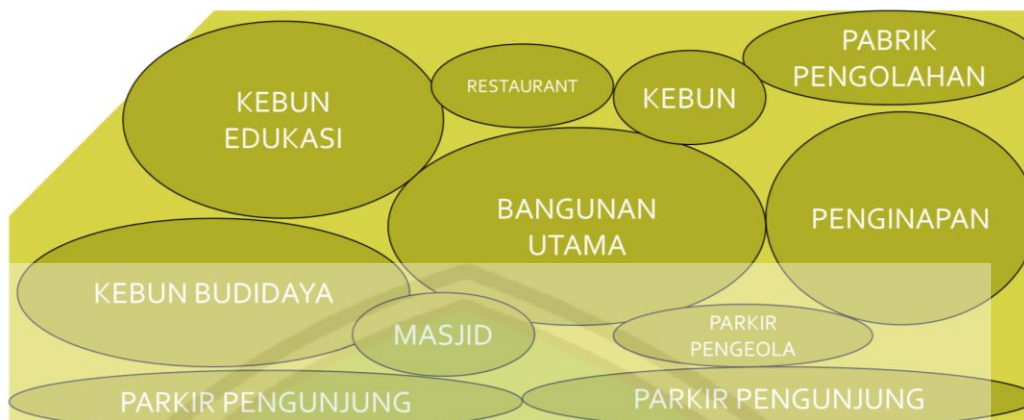 PABRIK
PENGOLAHAN
KEBUN
EDUKASI
RESTAURANT
KEBUN
BANGUNAN
UTAMA
PENGINAPAN
KEBUN BUDIDAYA
MASJID
PARKIR
PENGEOLA
PARKIR PENGUNJUNG
PARKIR PENGUNJUNG